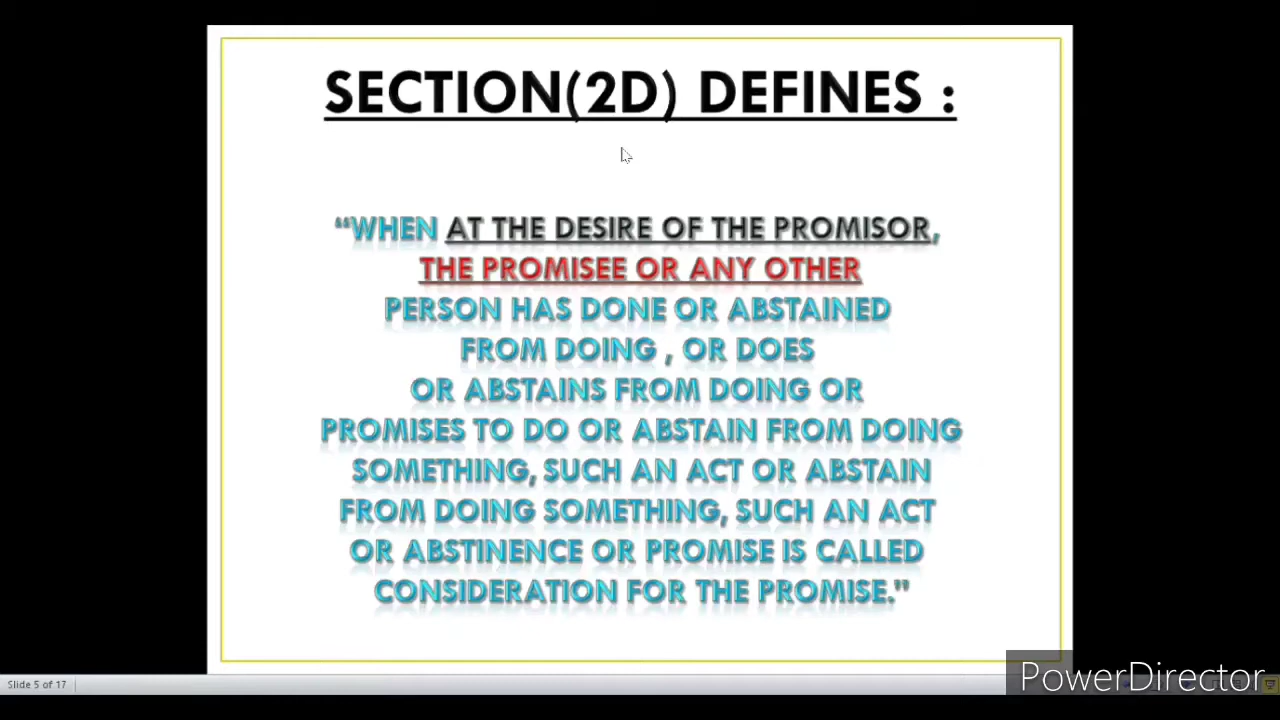 SECTION(2D) DEFINES :
“WHEN AT THE DESIRE OF THE PROMISOR,
THE PROMISEE OR ANY OTHER
PERSON HAS DONE OR ABSTAINED
FROM DOING , OR DOES
OR ABSTAINS FROM DOING OR
PROMISES TO DO OR ABSTAIN FROM DOING
SOMETHING, SUCH AN ACT OR ABSTAIN
FROM DOING SOMETHING, SUCH AN ACT
OR ABSTINENCE OR PROMISE IS CALLED
CONSIDERATION FOR THE PROMISE.”
Slide 5 of 17
PowerDirector